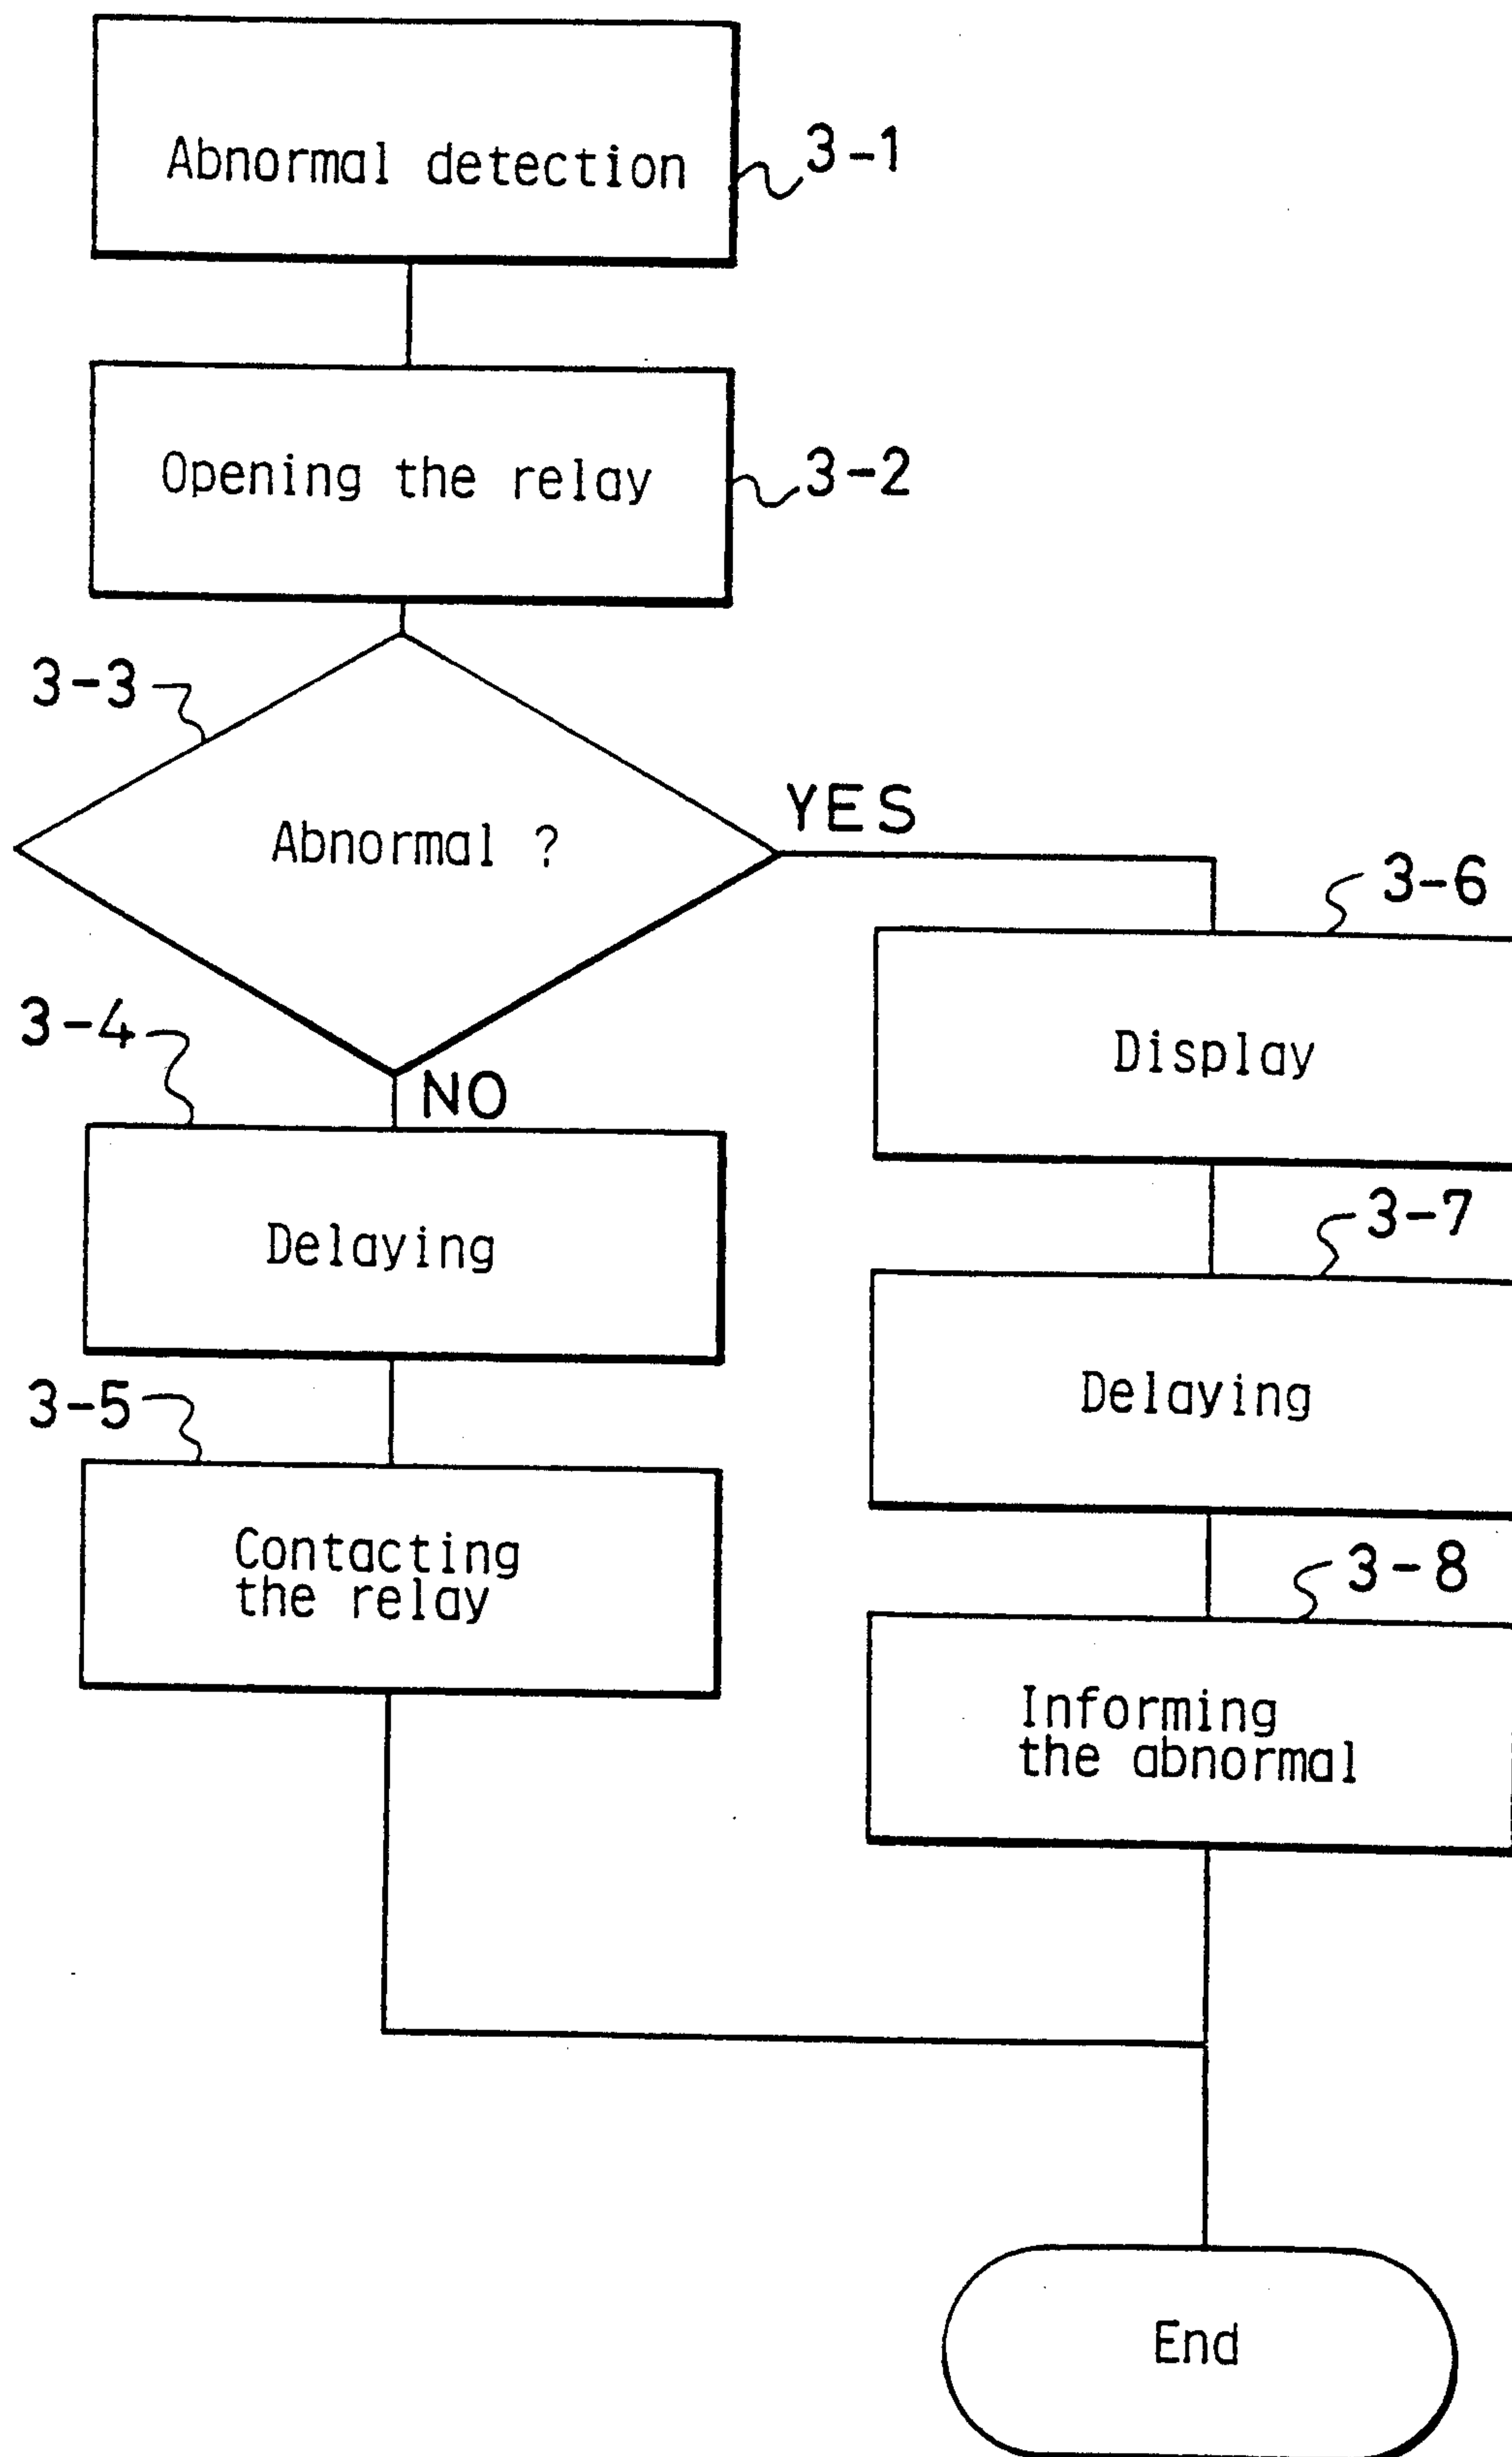 Abnormal detection
3-1
Opening the relay
3-2
3-3
Abnormal ?
YES
3-6
Display
3-4
NO
Delaying
3-7
Delaying
3-5
Contacting
the relay
3-8
Informing
the abnormal
End